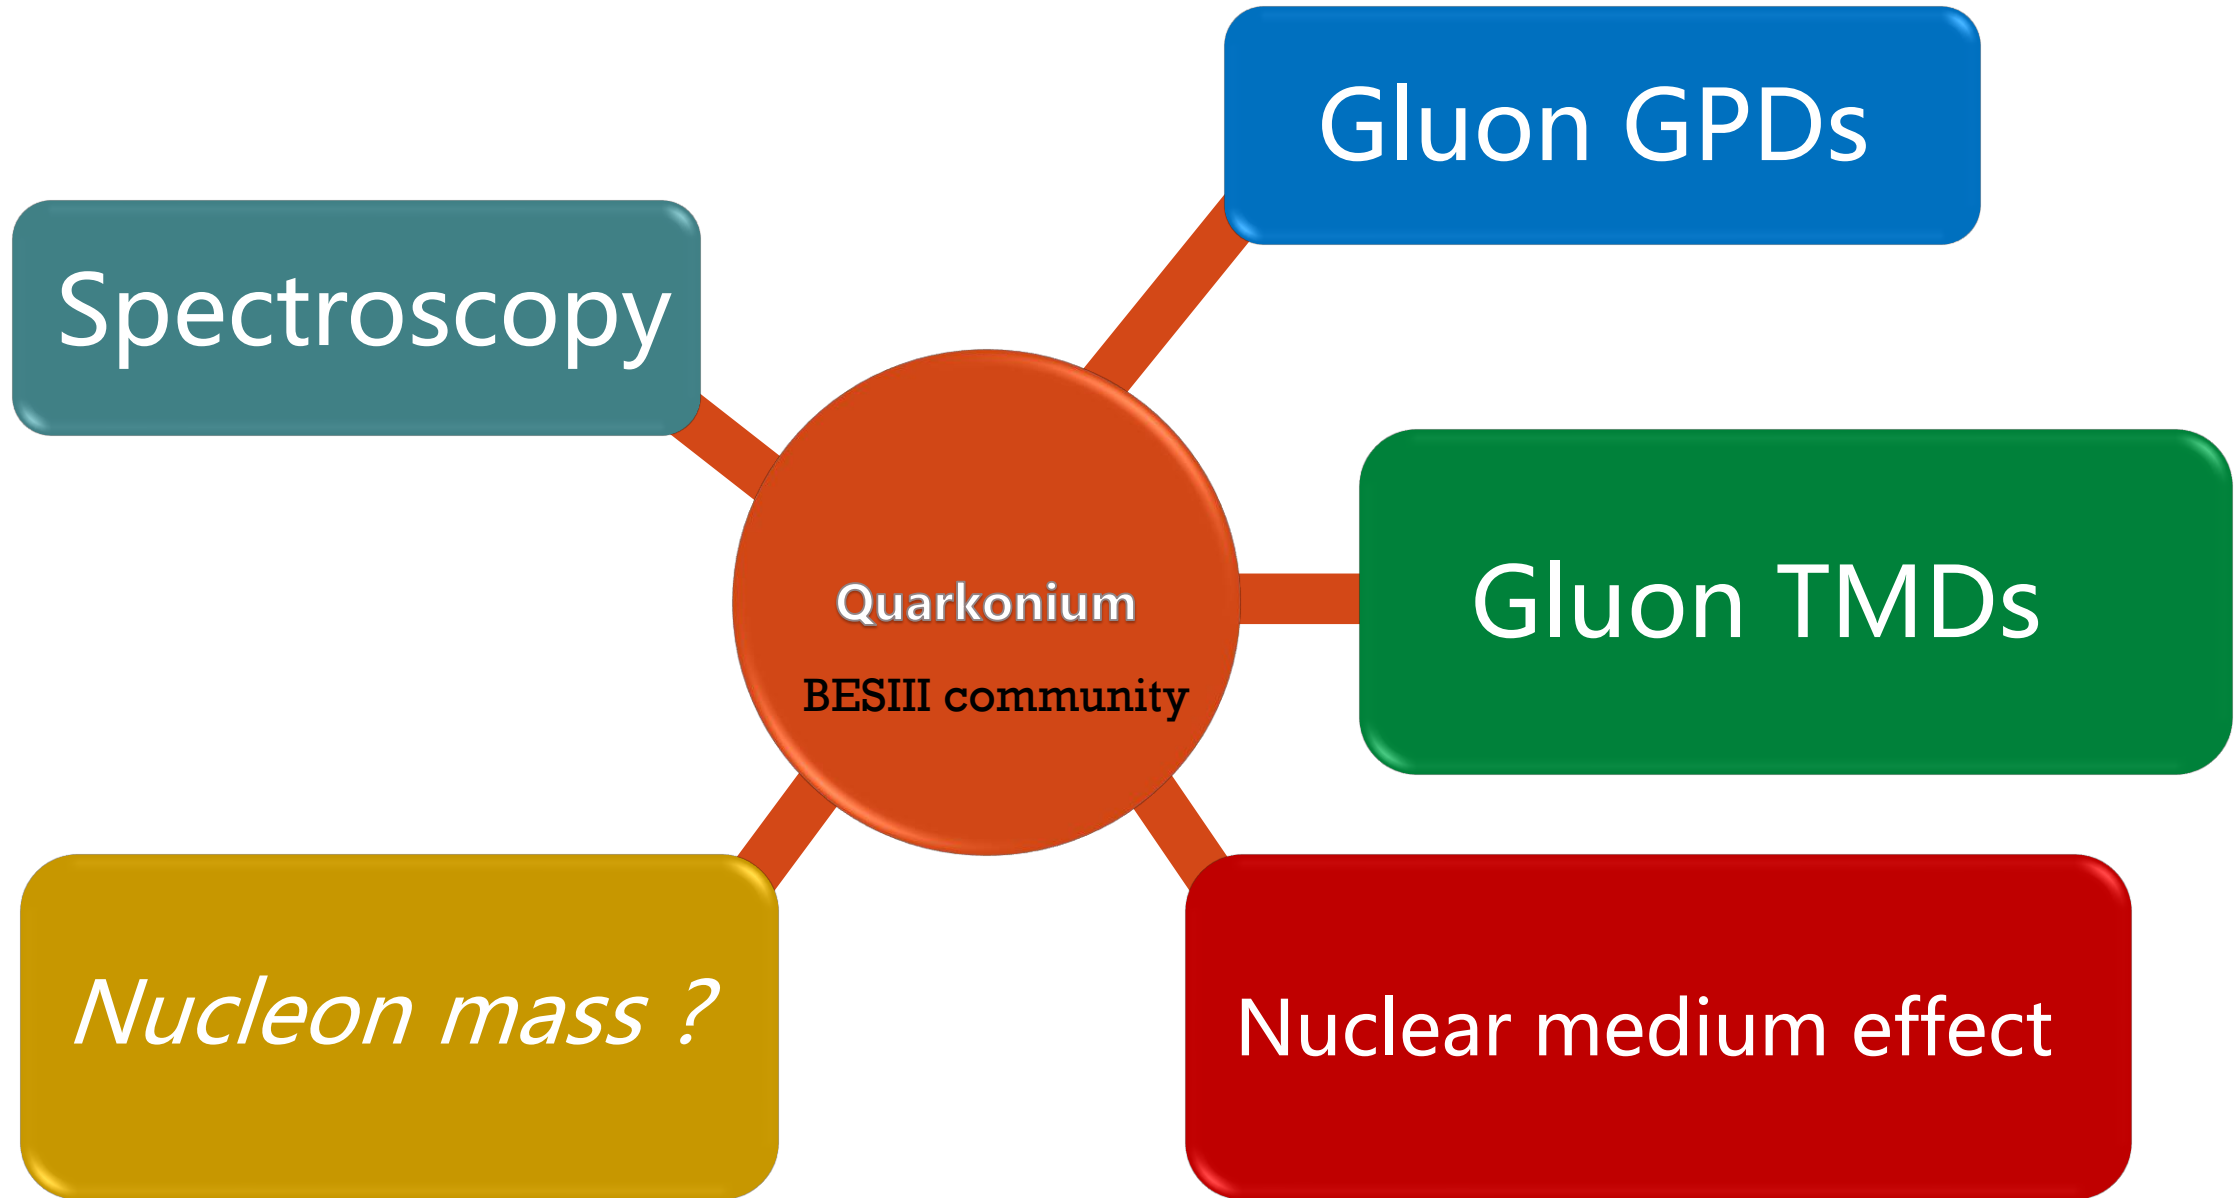 Gluon GPDs
Spectroscopy
Quarkonium
BESIII community
Gluon TMDs
Nucleon mass ?
Nuclear medium effect